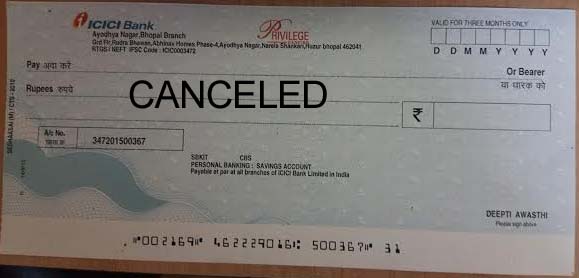 ICICI Bank
Ayodhya Nagar,Bhopal Branch
PRIVILEGE
BANKING
Grd Flr,Rudra Bhawan,Abhinav Homes Phase-4,Ayodhya Nagar,Narela Shankari,Huzur bhopal 462041
RTGS / NEFT IFSC Code : ICIC0003472
VALID FOR THREE MONTHS ONLY
D D M M Y Y Y Y
Pay अदा करें
Or Bearer
या धारक को
Rupees रुपये
CANCELED
₹
A/c No.
347201500367
SBKIT CBS
PERSONAL BANKING : SAVINGS ACCOUNT
Payable at par at all branches of ICICI Bank Limited in India
DEEPTI AWASTHI
Please sign above
⑈002169⑈ 462229016⑆ 500367⑈ 31
CTS - 2010